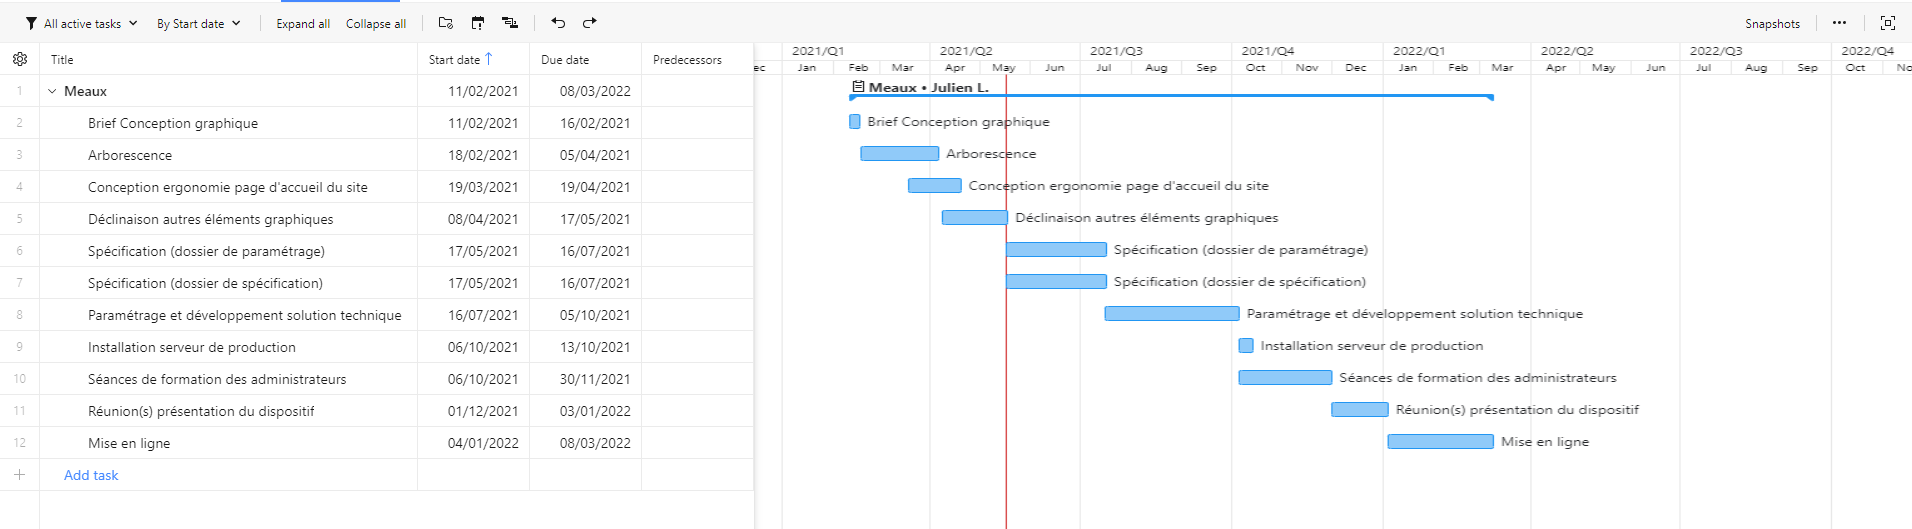 All active tasks By Start date Expand all Collapse all Snapshots
Title Start date Due date Predecessors
2021/Q1 2021/Q2 2021/Q3 2021/Q4 2022/Q1 2022/Q2 2022/Q3 2022/Q4
ec Jan Feb Mar Apr May Jun Jul Aug Sep Oct Nov Dec Jan Feb Mar Apr May Jun Jul Aug Sep Oct No
1 Meaux 11/02/2021 08/03/2022 Meaux • Julien L.
2 Brief Conception graphique 11/02/2021 16/02/2021 Brief Conception graphique
3 Arborescence 18/02/2021 05/04/2021 Arborescence
4 Conception ergonomie page d'accueil du site 19/03/2021 19/04/2021 Conception ergonomie page d'accueil du site
5 Déclinaison autres éléments graphiques 08/04/2021 17/05/2021 Déclinaison autres éléments graphiques
6 Spécification (dossier de paramétrage) 17/05/2021 16/07/2021 Spécification (dossier de paramétrage)
7 Spécification (dossier de spécification) 17/05/2021 16/07/2021 Spécification (dossier de spécification)
8 Paramétrage et développement solution technique 16/07/2021 05/10/2021 Paramétrage et développement solution technique
9 Installation serveur de production 06/10/2021 13/10/2021 Installation serveur de production
10 Séances de formation des administrateurs 06/10/2021 30/11/2021 Séances de formation des administrateurs
11 Réunion(s) présentation du dispositif 01/12/2021 03/01/2022 Réunion(s) présentation du dispositif
12 Mise en ligne 04/01/2022 08/03/2022 Mise en ligne
Add task